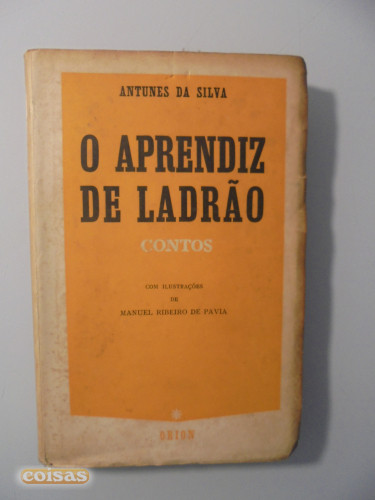 ANTUNES DA SILVA
O APRENDIZ
DE LADRÃO
CONTOS
COM ILUSTRAÇÕES
DE
MANUEL RIBEIRO DE PAVIA
ORION
coisas